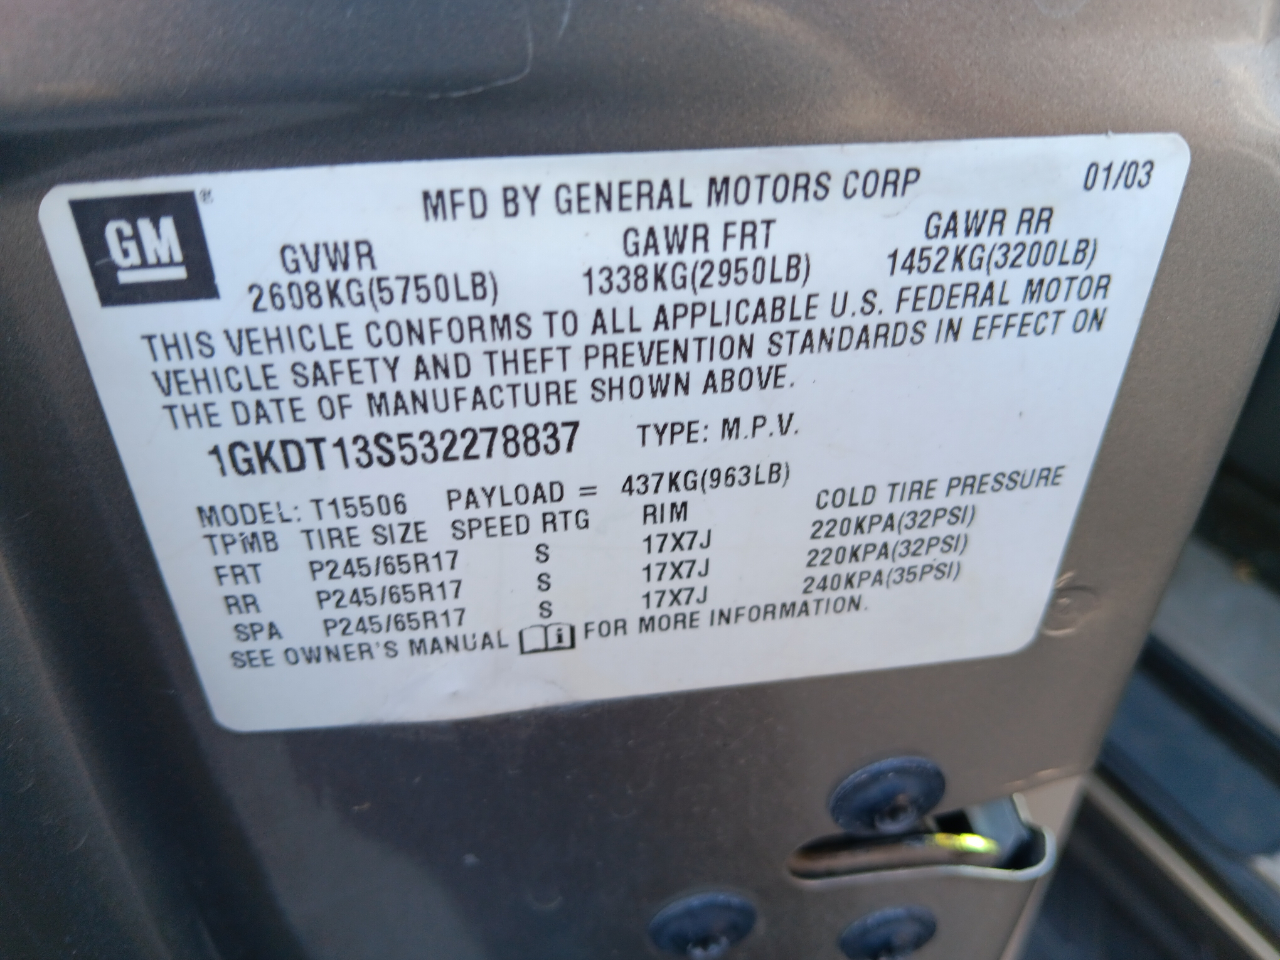 GM ®
MFD BY GENERAL MOTORS CORP 01/03
GVWR GAWR FRT GAWR RR
2608KG(5750LB) 1338KG(2950LB) 1452KG(3200LB)
THIS VEHICLE CONFORMS TO ALL APPLICABLE U.S. FEDERAL MOTOR
VEHICLE SAFETY AND THEFT PREVENTION STANDARDS IN EFFECT ON
THE DATE OF MANUFACTURE SHOWN ABOVE.
1GKDT13S532278837 TYPE: M.P.V.
MODEL: T15506 PAYLOAD = 437KG(963LB)
TPMB TIRE SIZE SPEED RTG RIM COLD TIRE PRESSURE
FRT P245/65R17 S 17X7J 220KPA(32PSI)
RR P245/65R17 S 17X7J 220KPA(32PSI)
SPA P245/65R17 S 17X7J 240KPA(35PSI)
SEE OWNER'S MANUAL i FOR MORE INFORMATION.